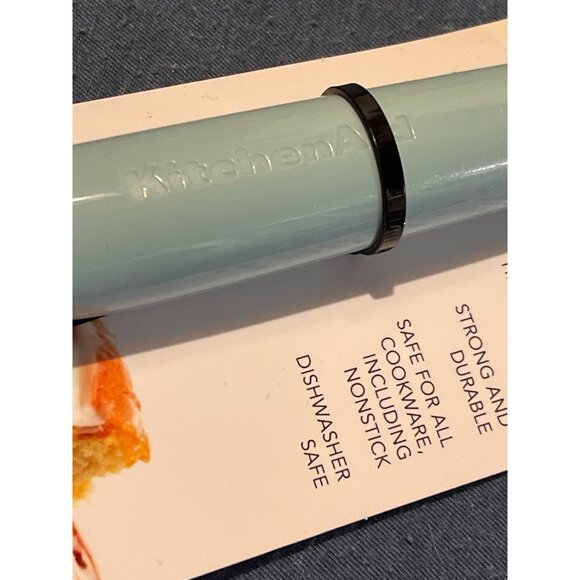 KitchenAid
STRONG AND
DURABLE
SAFE FOR ALL
COOKWARE,
INCLUDING
NONSTICK
DISHWASHER
SAFE